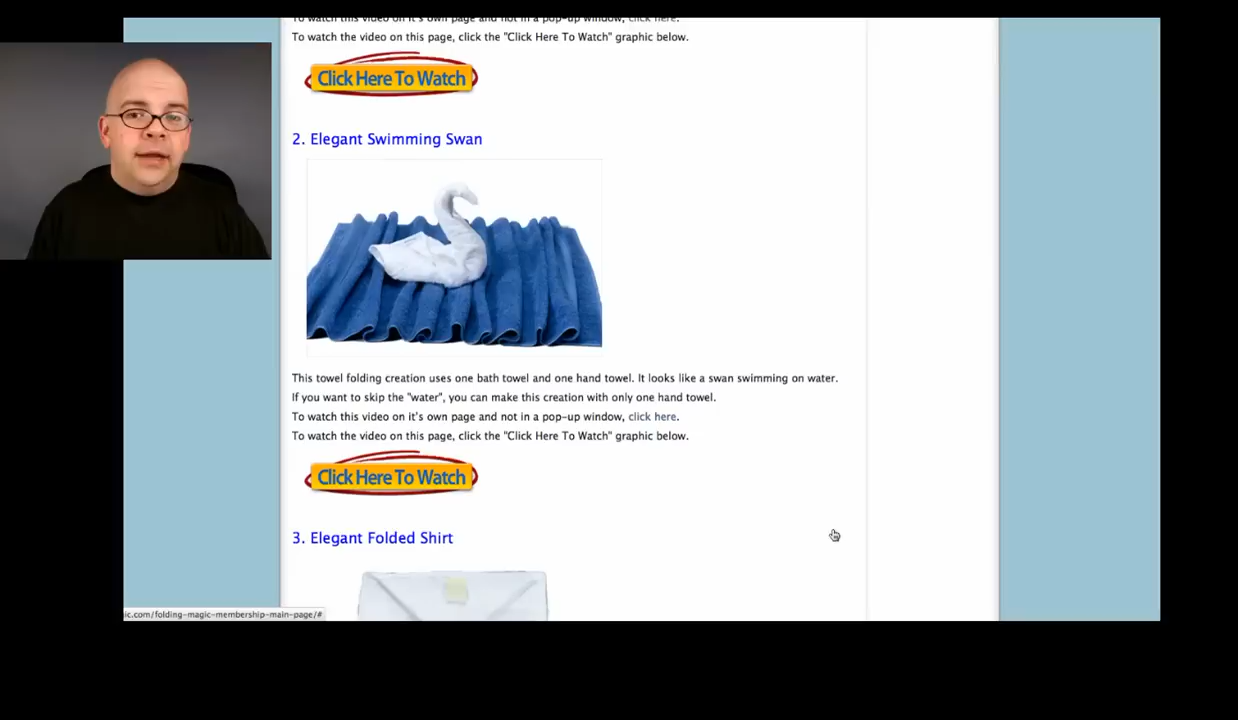 To watch this video on it's own page and not in a pop-up window, click here.
To watch the video on this page, click the "Click Here To Watch" graphic below.
Click Here To Watch
2. Elegant Swimming Swan
This towel folding creation uses one bath towel and one hand towel. It looks like a swan swimming on water.
If you want to skip the "water", you can make this creation with only one hand towel.
To watch this video on it's own page and not in a pop-up window, click here.
To watch the video on this page, click the "Click Here To Watch" graphic below.
Click Here To Watch
3. Elegant Folded Shirt
ic.com/folding-magic-membership-main-page/#